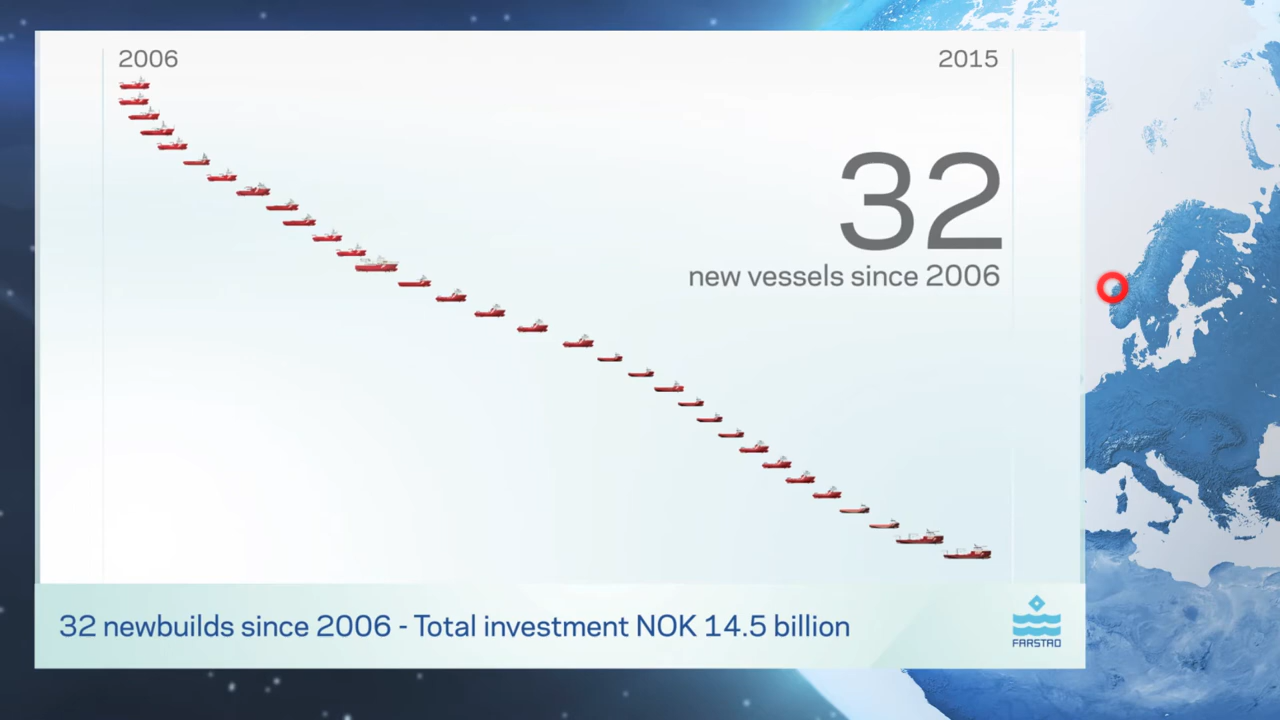 2006
2015
32
new vessels since 2006
32 newbuilds since 2006 - Total investment NOK 14.5 billion
FARSTAD